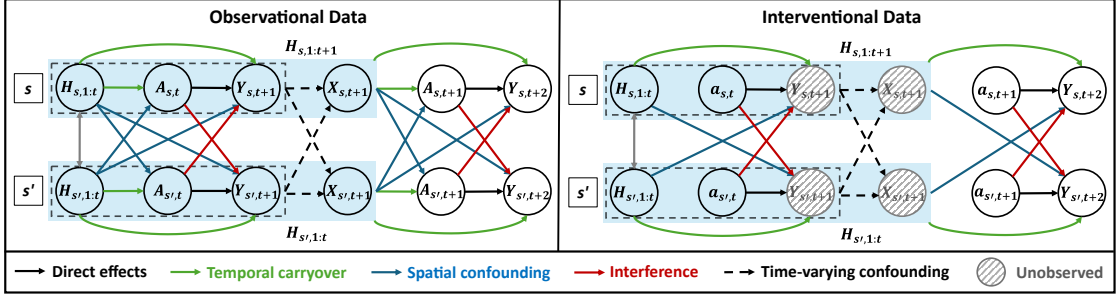 Observational Data
H_{s,1:t+1}
s
H_{s,1:t} A_{s,t} Y_{s,t+1} X_{s,t+1} A_{s,t+1} Y_{s,t+2}
s'
H_{s',1:t} A_{s',t} Y_{s',t+1} X_{s',t+1} A_{s',t+1} Y_{s',t+2}
H_{s',1:t}
Interventional Data
H_{s,1:t+1}
s
H_{s,1:t} a_{s,t} Y_{s,t+1} X_{s,t+1} a_{s,t+1} Y_{s,t+2}
s'
H_{s',1:t} a_{s',t} Y_{s',t+1} X_{s',t+1} a_{s',t+1} Y_{s',t+2}
H_{s',1:t}
Direct effects Temporal carryover Spatial confounding Interference Time-varying confounding Unobserved